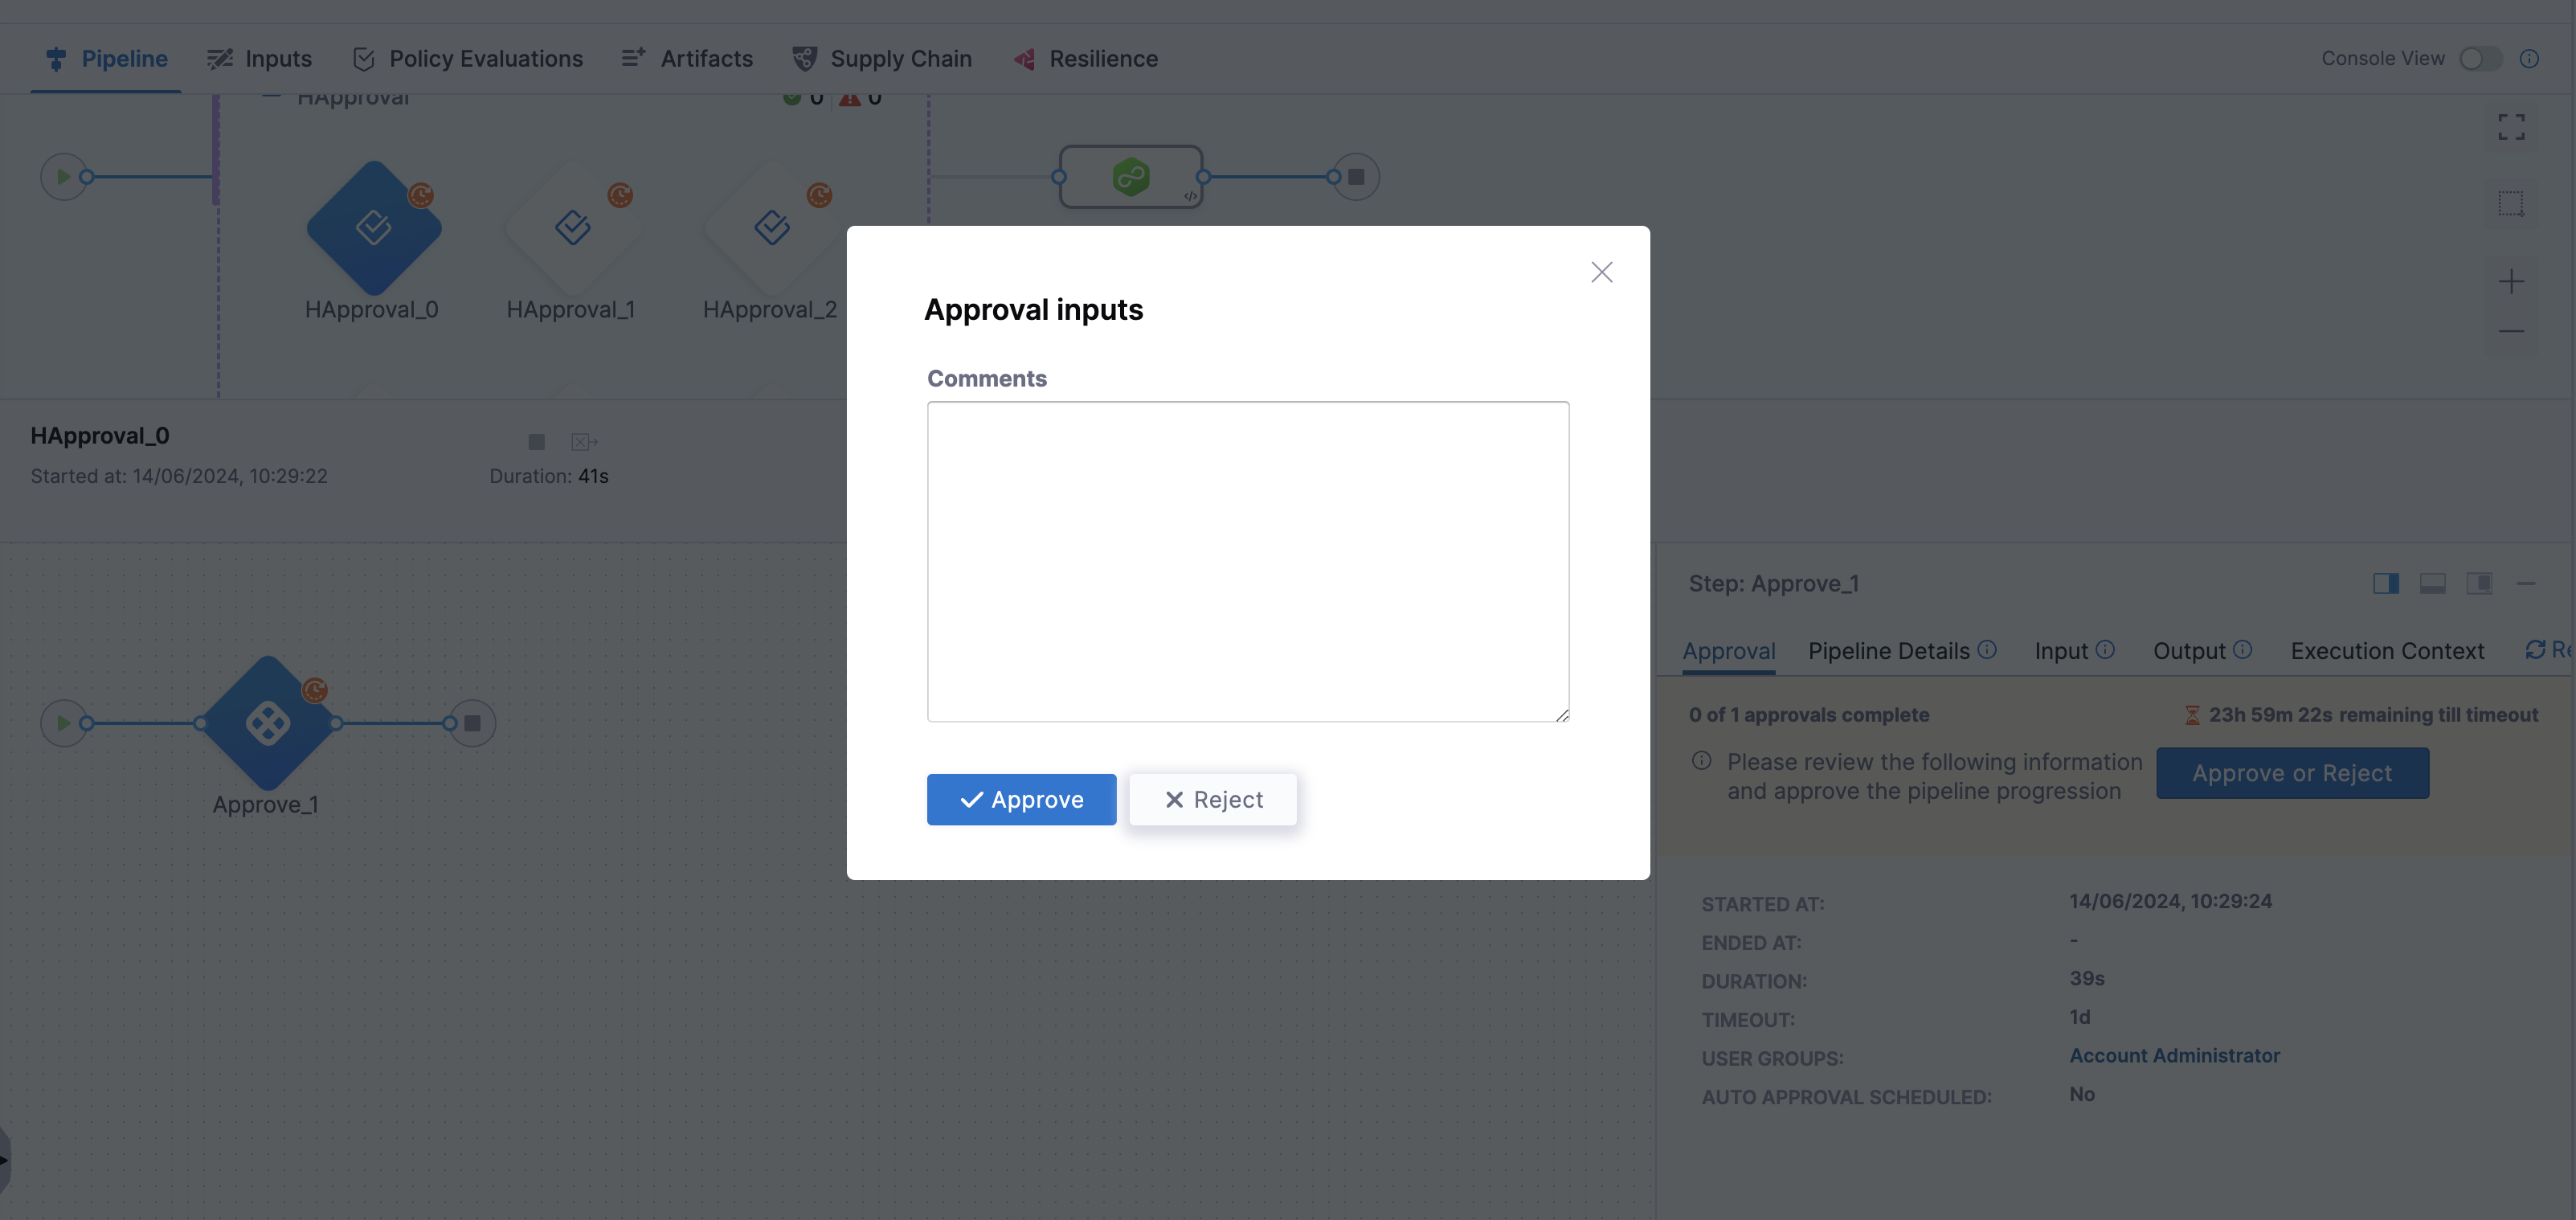 Pipeline
Inputs
Policy Evaluations
Artifacts
Supply Chain
Resilience
Console View
HApproval
0
0
HApproval_0
HApproval_1
HApproval_2
Approval inputs
Comments
Approve
Reject
HApproval_0
Started at: 14/06/2024, 10:29:22
Duration: 41s
Approve_1
Step: Approve_1
Approval
Pipeline Details
Input
Output
Execution Context
Re
0 of 1 approvals complete
23h 59m 22s remaining till timeout
Please review the following information
and approve the pipeline progression
Approve or Reject
STARTED AT: 14/06/2024, 10:29:24
ENDED AT: -
DURATION: 39s
TIMEOUT: 1d
USER GROUPS: Account Administrator
AUTO APPROVAL SCHEDULED: No